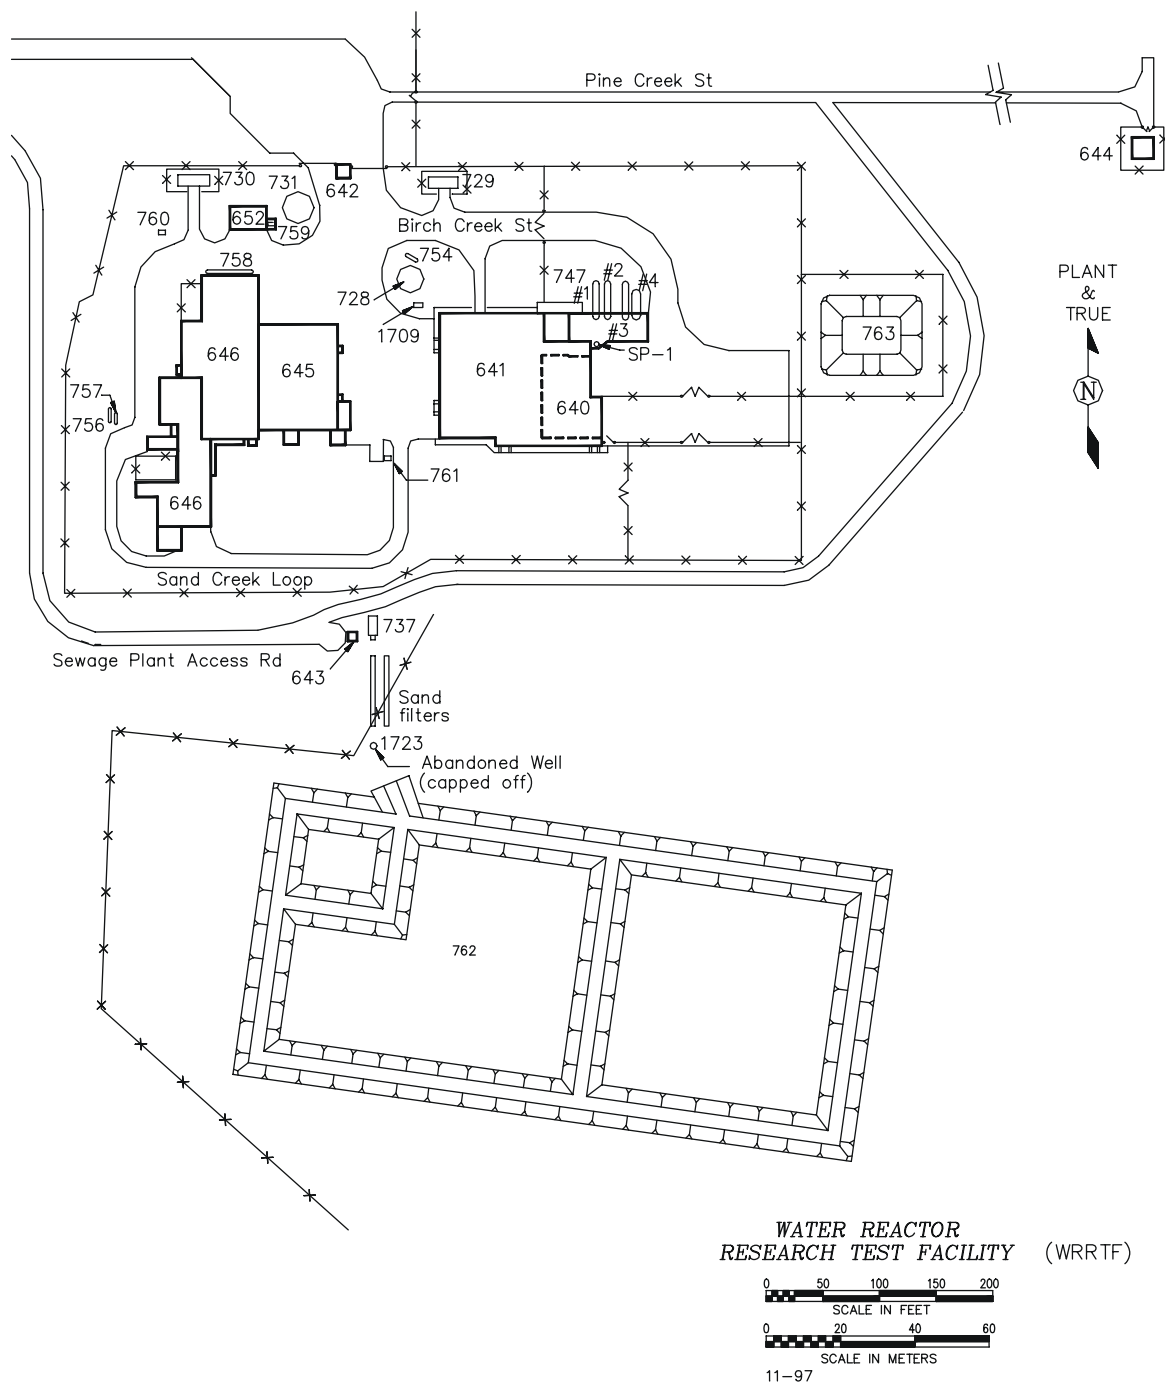 Pine Creek St
644
730
731
642
729
760
652
759
Birch Creek St
758
754
747
#2
#4
#1
728
1709
#3
SP-1
763
PLANT
&
TRUE
N
646
645
641
640
757
756
761
646
Sand Creek Loop
737
Sewage Plant Access Rd
643
Sand
filters
1723
Abandoned Well
(capped off)
762
WATER REACTOR
RESEARCH TEST FACILITY (WRRTF)
0 50 100 150 200
SCALE IN FEET
0 20 40 60
SCALE IN METERS
11-97